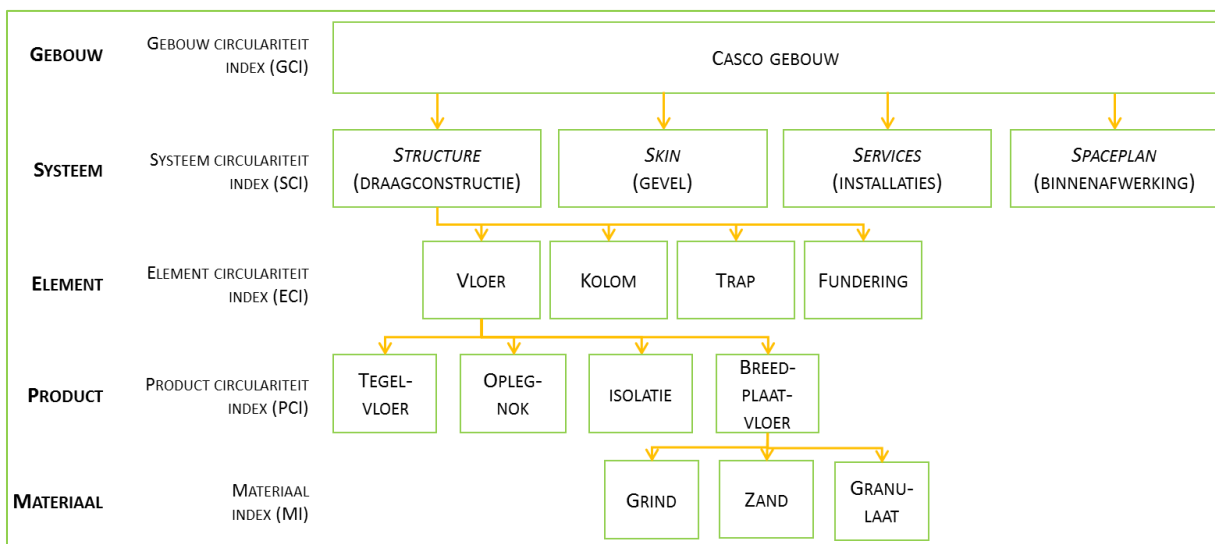 GEBOUW
GEBOUW CIRCULARITEIT
INDEX (GCI)
CASCO GEBOUW
SYSTEEM
SYSTEEM CIRCULARITEIT
INDEX (SCI)
STRUCTURE
(DRAAGCONSTRUCTIE)
SKIN
(GEVEL)
SERVICES
(INSTALLATIES)
SPACEPLAN
(BINNENAFWERKING)
ELEMENT
ELEMENT CIRCULARITEIT
INDEX (ECI)
VLOER
KOLOM
TRAP
FUNDERING
PRODUCT
PRODUCT CIRCULARITEIT
INDEX (PCI)
TEGEL-
VLOER
OPLEG-
NOK
ISOLATIE
BREED-
PLAAT-
VLOER
MATERIAAL
MATERIAAL
INDEX (MI)
GRIND
ZAND
GRANU-
LAAT